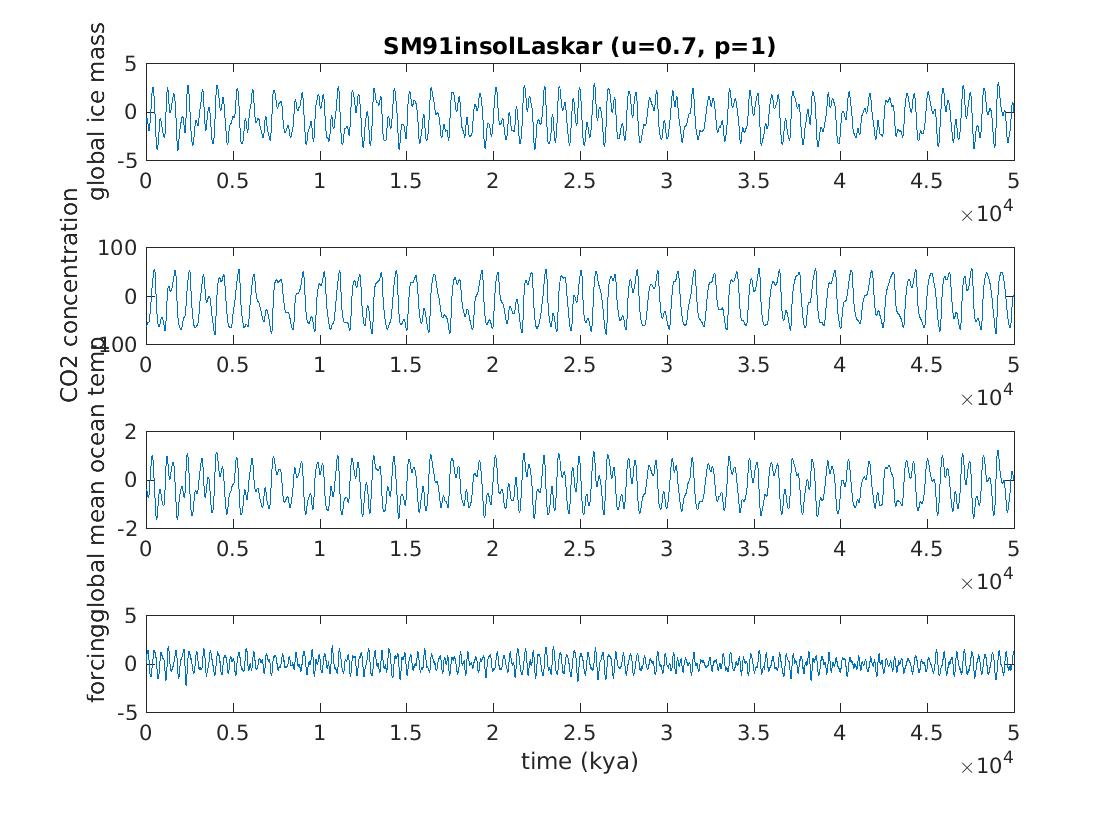 SM91insolLaskar (u=0.7, p=1)
global ice mass
5
0
-5
0 0.5 1 1.5 2 2.5 3 3.5 4 4.5 5
×10^4
CO2 concentration
100
0
-100
0 0.5 1 1.5 2 2.5 3 3.5 4 4.5 5
×10^4
global mean ocean temp
2
0
-2
0 0.5 1 1.5 2 2.5 3 3.5 4 4.5 5
×10^4
forcing
5
0
-5
0 0.5 1 1.5 2 2.5 3 3.5 4 4.5 5
time (kya)
×10^4